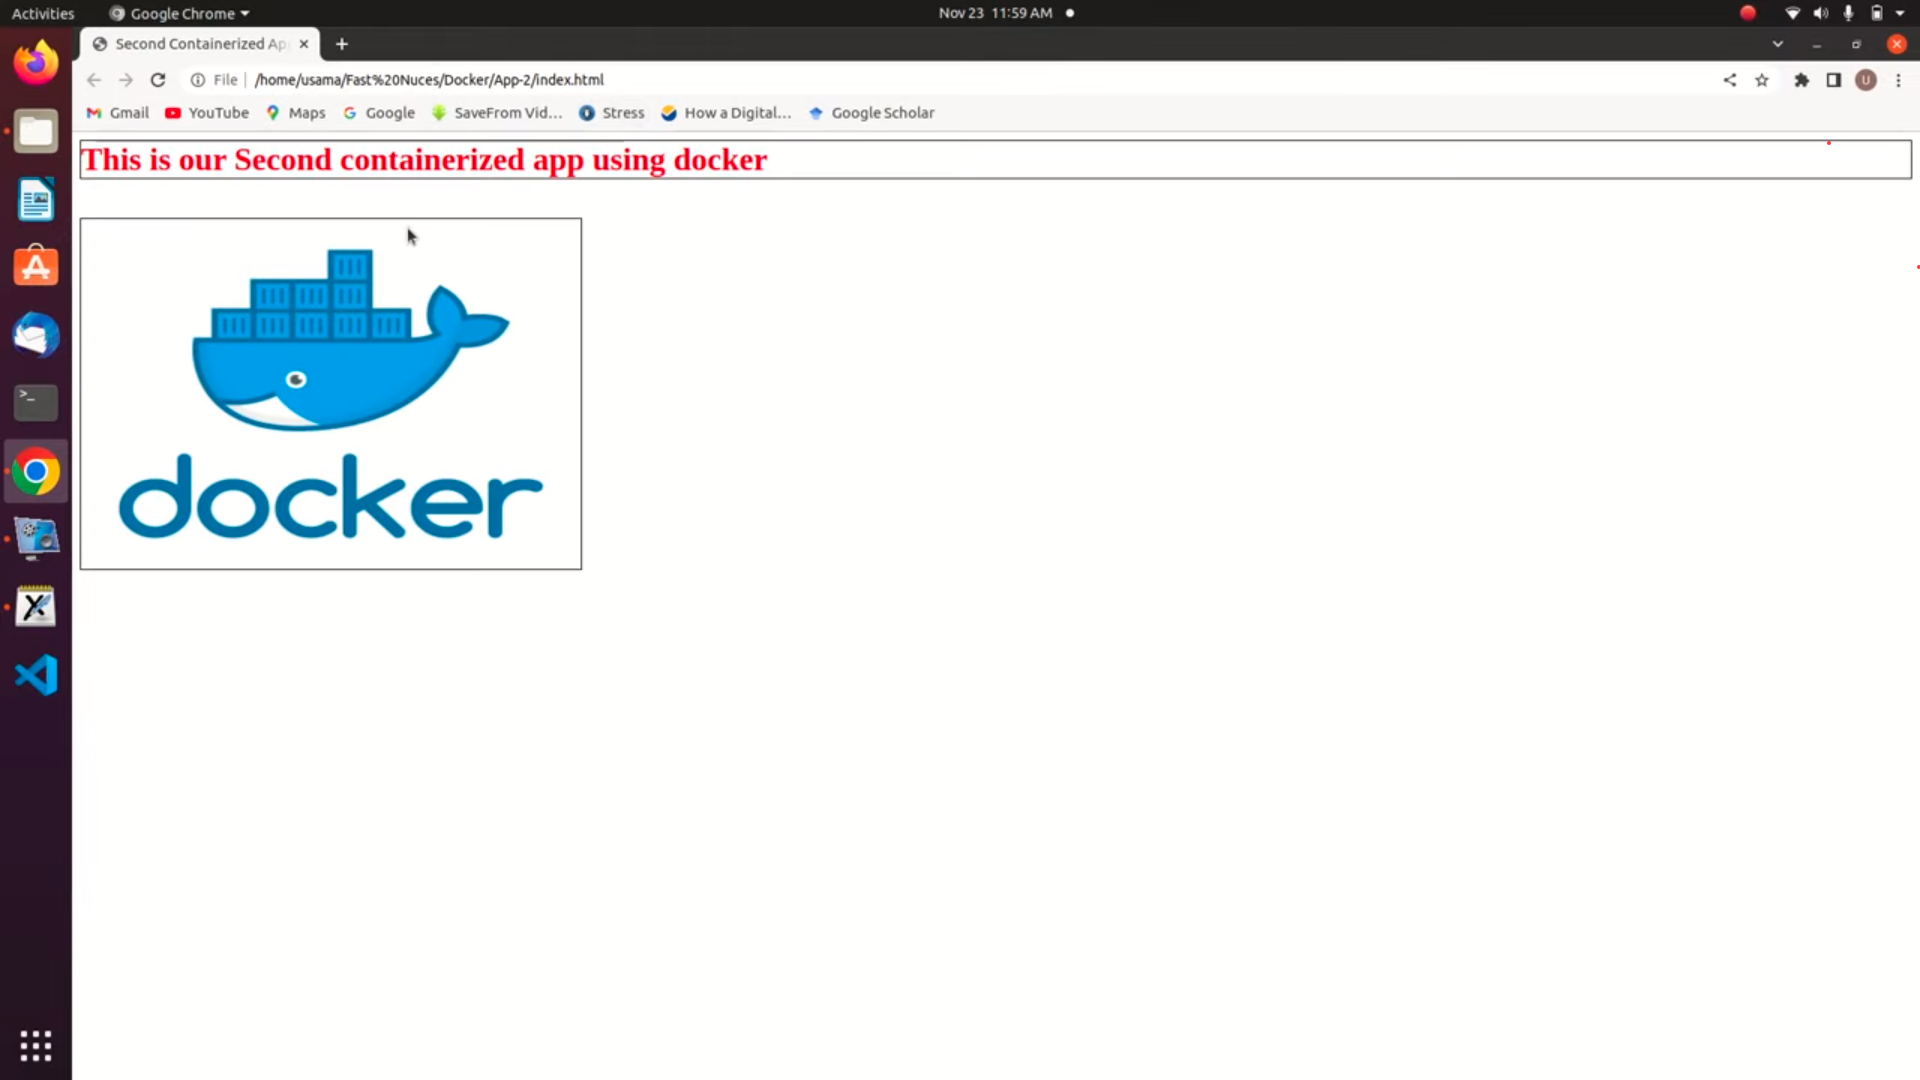 Activities Google Chrome Nov 23 11:59 AM
Second Containerized Ap
File /home/usama/Fast%20Nuces/Docker/App-2/index.html U
Gmail YouTube Maps Google SaveFrom Vid... Stress How a Digital... Google Scholar
This is our Second containerized app using docker
docker